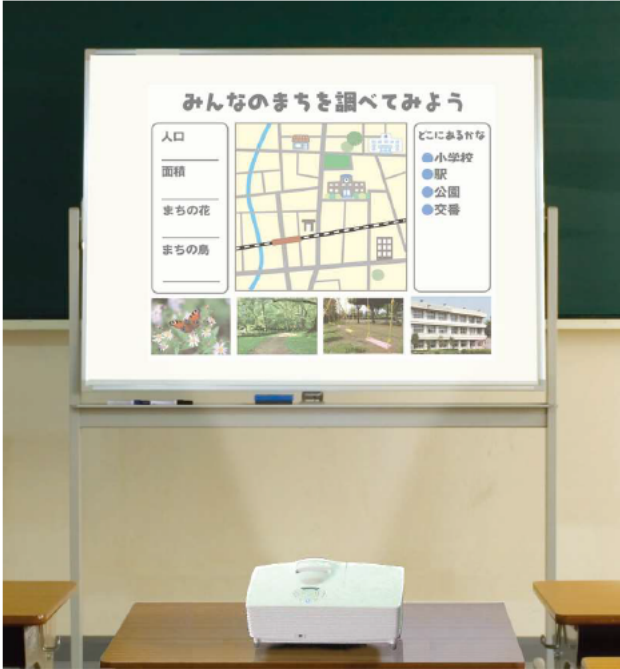 みんなのまちを調べてみよう
人口
面積
まちの花
まちの鳥
どこにあるかな
小学校
駅
公園
交番